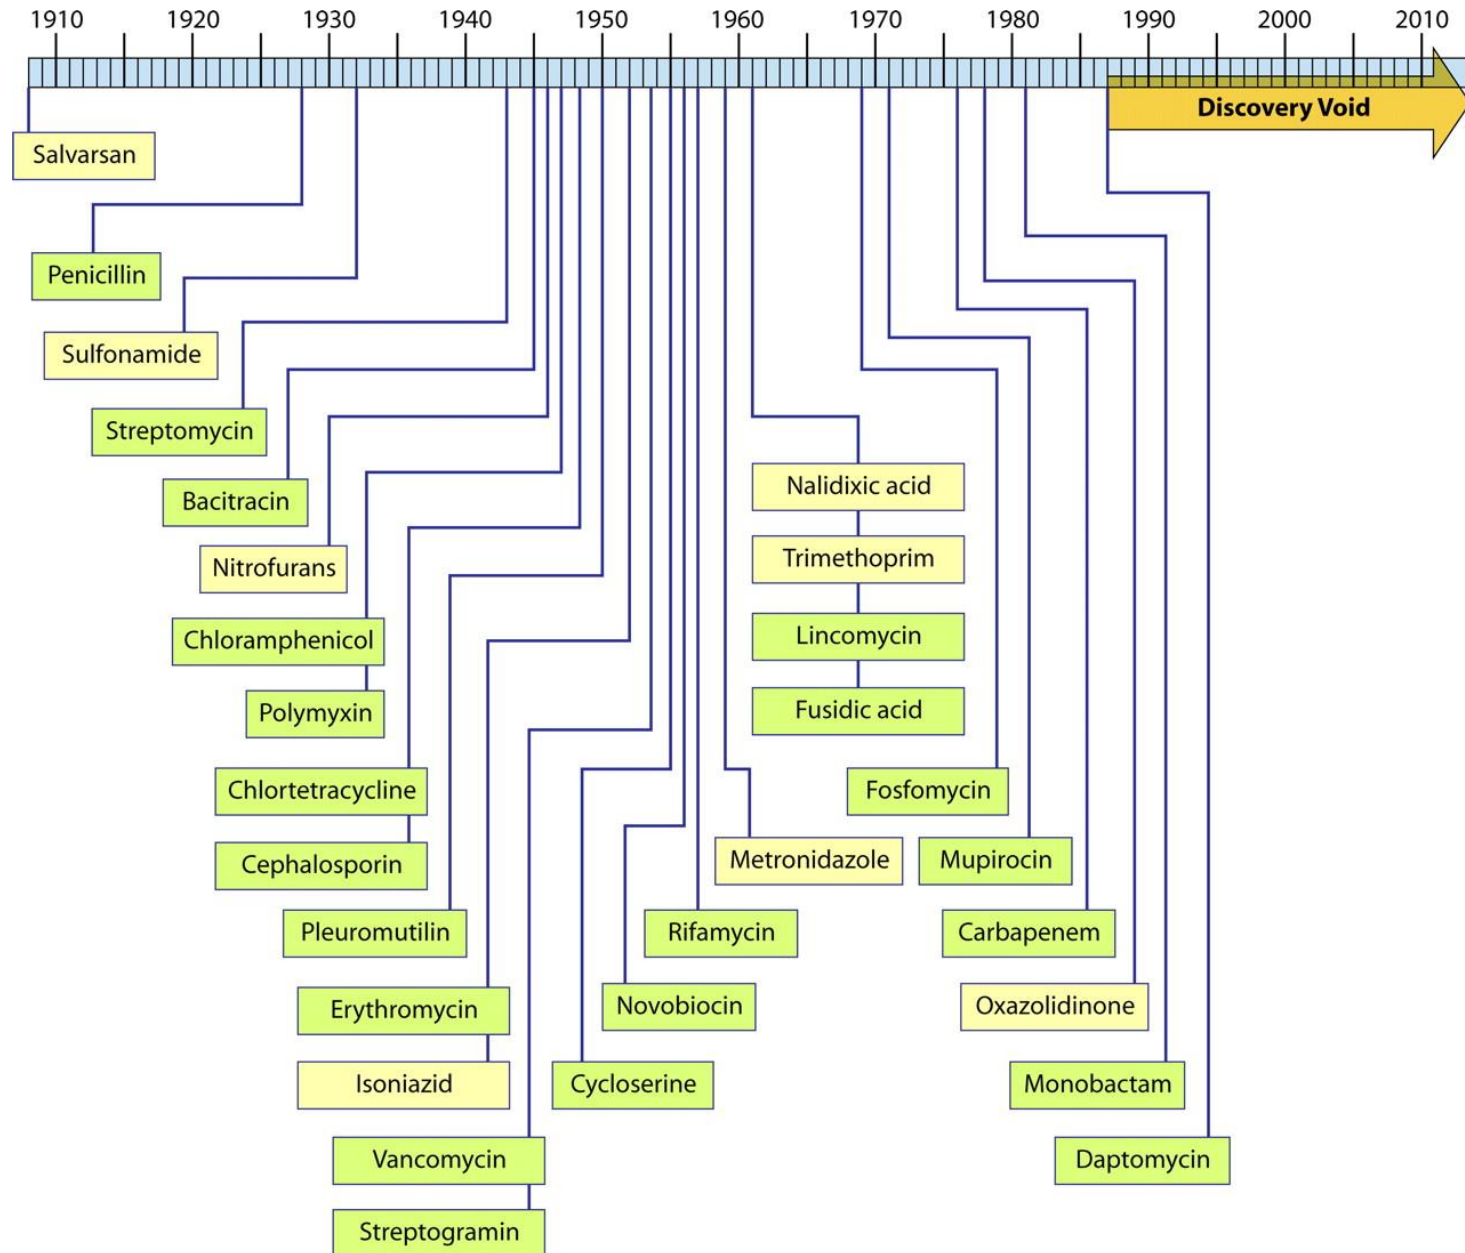 1910 1920 1930 1940 1950 1960 1970 1980 1990 2000 2010
Discovery Void
Salvarsan
Penicillin
Sulfonamide
Streptomycin
Bacitracin
Nitrofurans
Chloramphenicol
Polymyxin
Chlortetracycline
Cephalosporin
Pleuromutilin
Erythromycin
Isoniazid
Vancomycin
Streptogramin
Cycloserine
Novobiocin
Rifamycin
Metronidazole
Nalidixic acid
Trimethoprim
Lincomycin
Fusidic acid
Fosfomycin
Mupirocin
Carbapenem
Oxazolidinone
Monobactam
Daptomycin